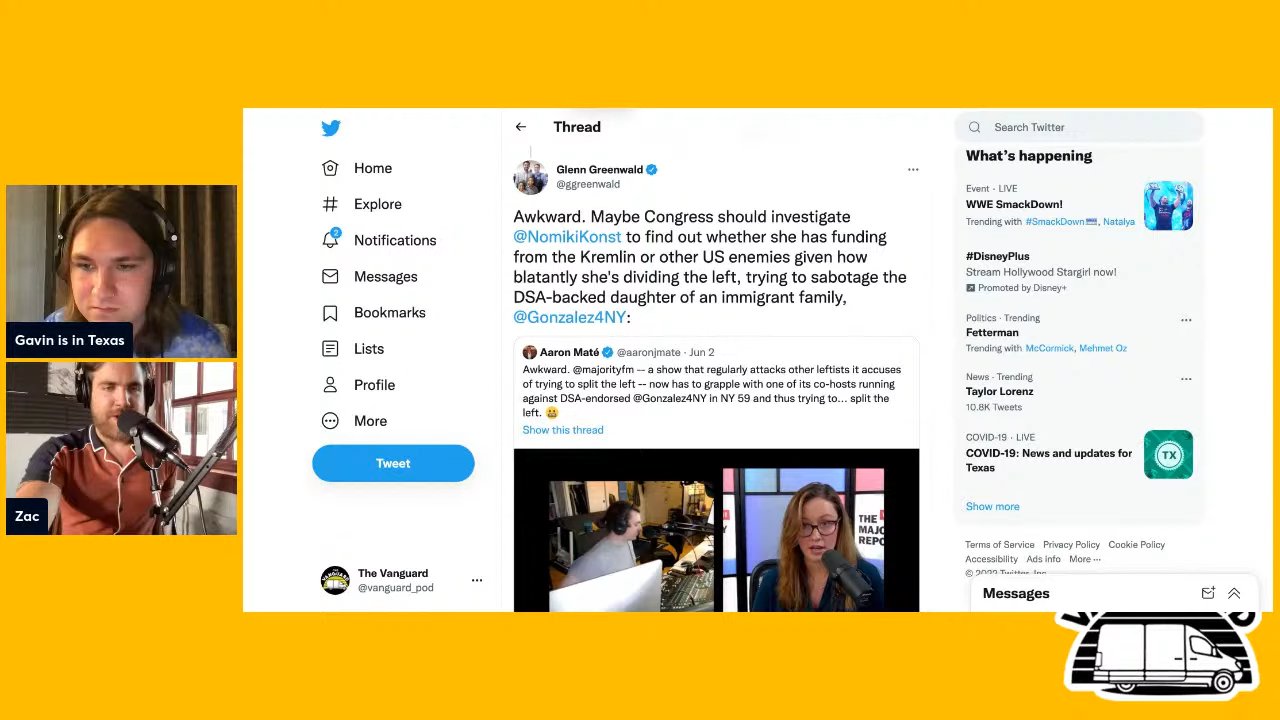 Gavin is in Texas
Zac
Home
Explore
2
Notifications
Messages
Bookmarks
Lists
Profile
More
Tweet
The Vanguard
@vanguard_pod
Thread
Glenn Greenwald
@ggreenwald
Awkward. Maybe Congress should investigate
@NomikiKonst to find out whether she has funding
from the Kremlin or other US enemies given how
blatantly she's dividing the left, trying to sabotage the
DSA-backed daughter of an immigrant family,
@Gonzalez4NY:
Aaron Maté @aaronjmate · Jun 2
Awkward. @majorityfm -- a show that regularly attacks other leftists it accuses
of trying to split the left -- now has to grapple with one of its co-hosts running
against DSA-endorsed @Gonzalez4NY in NY 59 and thus trying to... split the
left.
Show this thread
THE
MAJ
REPO
Search Twitter
What's happening
Event · LIVE
WWE SmackDown!
Trending with #SmackDown, Natalya
#DisneyPlus
Stream Hollywood Stargirl now!
Promoted by Disney+
Politics · Trending
Fetterman
Trending with McCormick, Mehmet Oz
News · Trending
Taylor Lorenz
10.8K Tweets
COVID-19 · LIVE
COVID-19: News and updates for
Texas
TX
Show more
Terms of Service Privacy Policy Cookie Policy
Accessibility Ads info More ···
© 2022 Twitter, Inc.
Messages